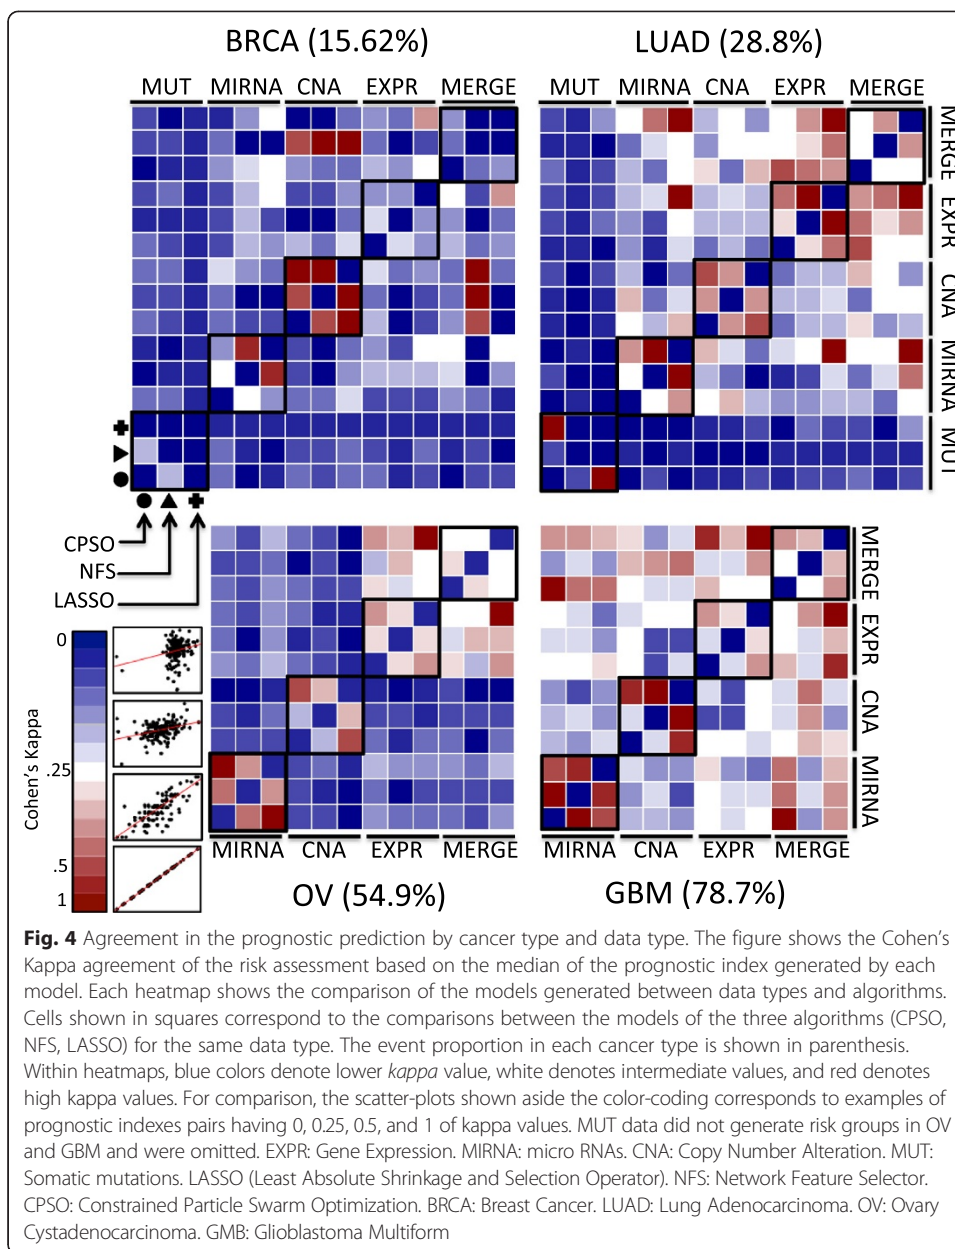 BRCA (15.62%)
LUAD (28.8%)
MUT MIRNA CNA EXPR MERGE
MUT MIRNA CNA EXPR MERGE
MERGE
EXPR
CNA
MIRNA
MUT
CPSO
NFS
LASSO
MERGE
EXPR
CNA
MIRNA
Cohen's Kappa
0
.25
.5
1
MIRNA CNA EXPR MERGE
MIRNA CNA EXPR MERGE
OV (54.9%)
GBM (78.7%)
Fig. 4 Agreement in the prognostic prediction by cancer type and data type. The figure shows the Cohen's
Kappa agreement of the risk assessment based on the median of the prognostic index generated by each
model. Each heatmap shows the comparison of the models generated between data types and algorithms.
Cells shown in squares correspond to the comparisons between the models of the three algorithms (CPSO,
NFS, LASSO) for the same data type. The event proportion in each cancer type is shown in parenthesis.
Within heatmaps, blue colors denote lower kappa value, white denotes intermediate values, and red denotes
high kappa values. For comparison, the scatter-plots shown aside the color-coding corresponds to examples of
prognostic indexes pairs having 0, 0.25, 0.5, and 1 of kappa values. MUT data did not generate risk groups in OV
and GBM and were omitted. EXPR: Gene Expression. MIRNA: micro RNAs. CNA: Copy Number Alteration. MUT:
Somatic mutations. LASSO (Least Absolute Shrinkage and Selection Operator). NFS: Network Feature Selector.
CPSO: Constrained Particle Swarm Optimization. BRCA: Breast Cancer. LUAD: Lung Adenocarcinoma. OV: Ovary
Cystadenocarcinoma. GMB: Glioblastoma Multiform